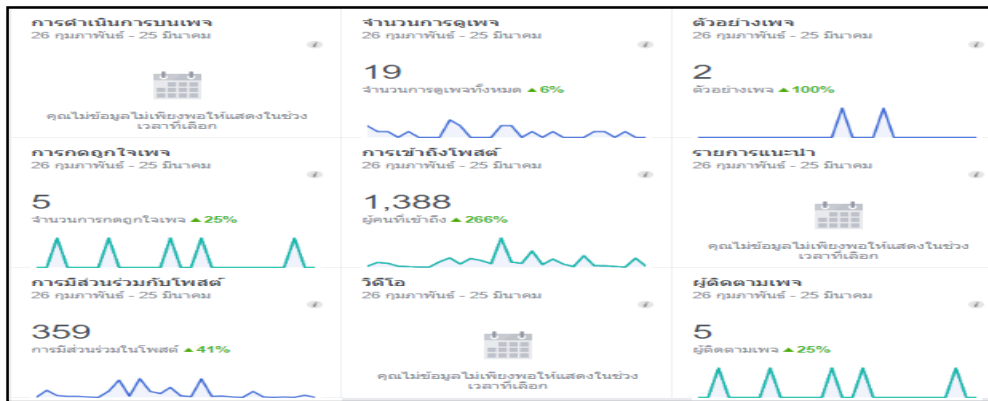 การดำเนินการบนเพจ
26 กุมภาพันธ์ - 25 มีนาคม
คุณไม่ข้อมูลไม่เพียงพอให้แสดงในช่วง
เวลาที่เลือก
จำนวนการดูเพจ
26 กุมภาพันธ์ - 25 มีนาคม
19
จำนวนการดูเพจทั้งหมด ▲ 6%
ตัวอย่างเพจ
26 กุมภาพันธ์ - 25 มีนาคม
2
ตัวอย่างเพจ ▲ 100%
การกดถูกใจเพจ
26 กุมภาพันธ์ - 25 มีนาคม
5
จำนวนการกดถูกใจเพจ ▲ 25%
การเข้าถึงโพสต์
26 กุมภาพันธ์ - 25 มีนาคม
1,388
ผู้คนที่เข้าถึง ▲ 266%
รายการแนะนำ
26 กุมภาพันธ์ - 25 มีนาคม
คุณไม่ข้อมูลไม่เพียงพอให้แสดงในช่วง
เวลาที่เลือก
การมีส่วนร่วมกับโพสต์
26 กุมภาพันธ์ - 25 มีนาคม
359
การมีส่วนร่วมในโพสต์ ▲ 41%
วิดีโอ
26 กุมภาพันธ์ - 25 มีนาคม
คุณไม่ข้อมูลไม่เพียงพอให้แสดงในช่วง
เวลาที่เลือก
ผู้ติดตามเพจ
26 กุมภาพันธ์ - 25 มีนาคม
5
ผู้ติดตามเพจ ▲ 25%